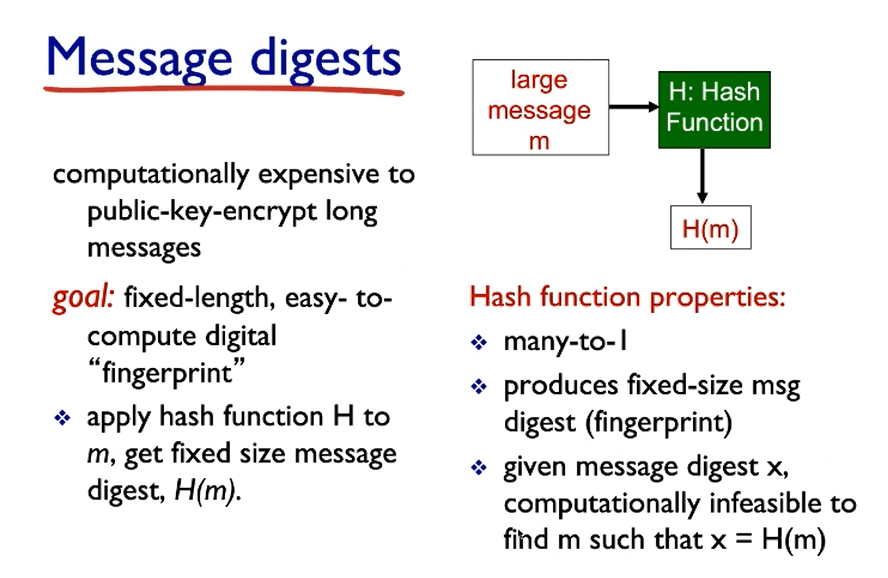 Message digests
computationally expensive to
public-key-encrypt long
messages
goal: fixed-length, easy- to-
compute digital
“fingerprint”
❖ apply hash function H to
m, get fixed size message
digest, H(m).
large
message
m
H: Hash
Function
H(m)
Hash function properties:
❖ many-to-1
❖ produces fixed-size msg
digest (fingerprint)
❖ given message digest x,
computationally infeasible to
find m such that x = H(m)